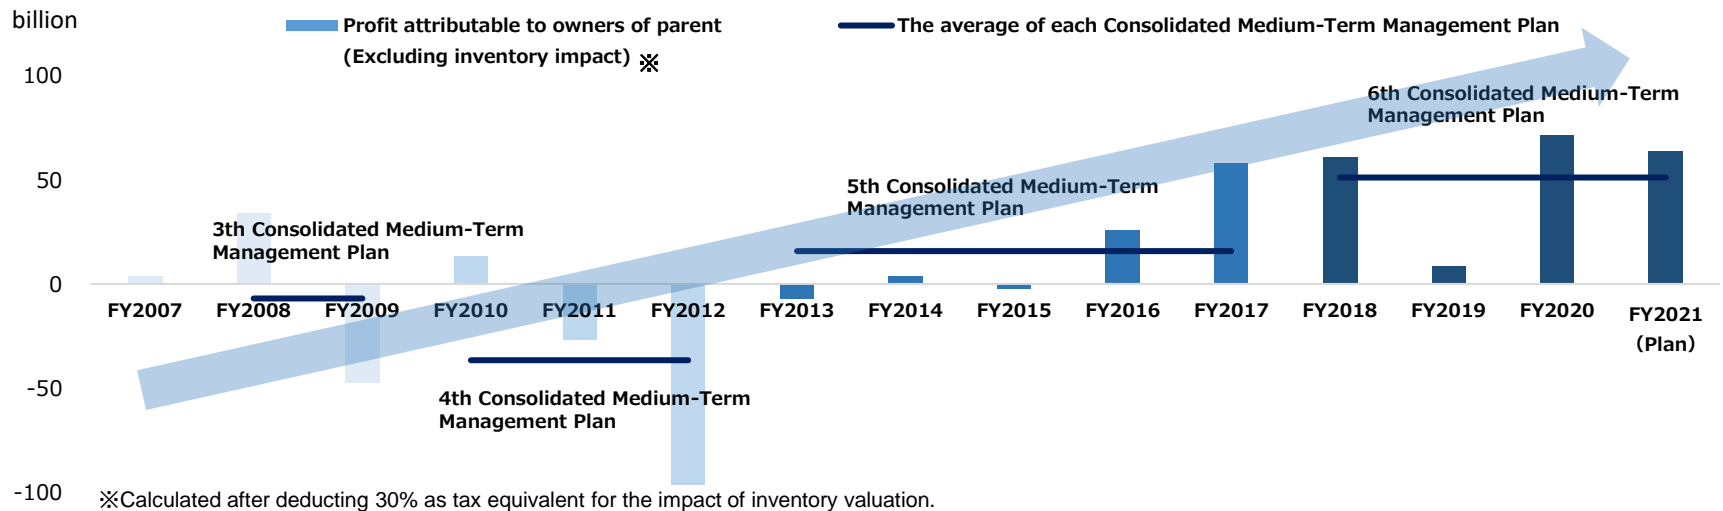 billion
Profit attributable to owners of parent
(Excluding inventory impact) ※
The average of each Consolidated Medium-Term Management Plan
100
50
0
-50
-100
6th Consolidated Medium-Term
Management Plan
5th Consolidated Medium-Term
Management Plan
3th Consolidated Medium-Term
Management Plan
4th Consolidated Medium-Term
Management Plan
FY2007
FY2008
FY2009
FY2010
FY2011
FY2012
FY2013
FY2014
FY2015
FY2016
FY2017
FY2018
FY2019
FY2020
FY2021
（Plan）
※Calculated after deducting 30% as tax equivalent for the impact of inventory valuation.